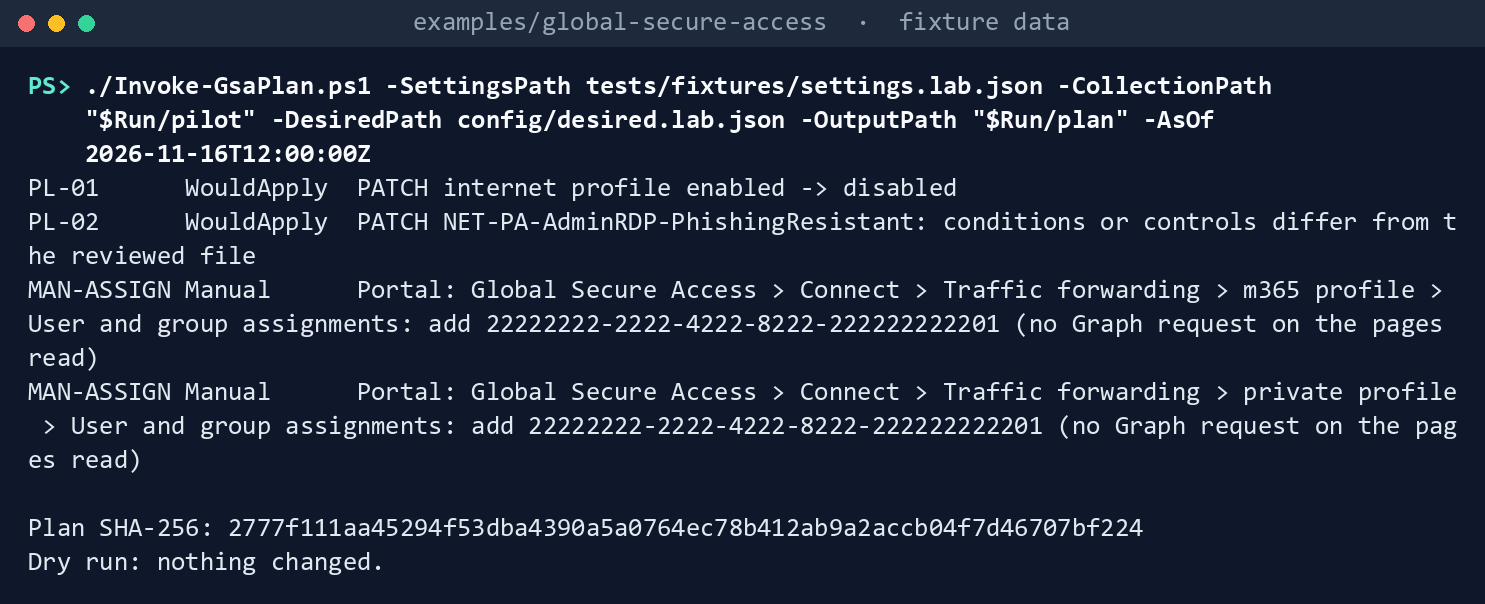 examples/global-secure-access · fixture data
PS> ./Invoke-GsaPlan.ps1 -SettingsPath tests/fixtures/settings.lab.json -CollectionPath
"$Run/pilot" -DesiredPath config/desired.lab.json -OutputPath "$Run/plan" -AsOf
2026-11-16T12:00:00Z
PL-01      WouldApply  PATCH internet profile enabled -> disabled
PL-02      WouldApply  PATCH NET-PA-AdminRDP-PhishingResistant: conditions or controls differ from t
he reviewed file
MAN-ASSIGN Manual      Portal: Global Secure Access > Connect > Traffic forwarding > m365 profile >
User and group assignments: add 22222222-2222-4222-8222-222222222201 (no Graph request on the pages
read)
MAN-ASSIGN Manual      Portal: Global Secure Access > Connect > Traffic forwarding > private profile
 > User and group assignments: add 22222222-2222-4222-8222-222222222201 (no Graph request on the pag
es read)
Plan SHA-256: 2777f111aa45294f53dba4390a5a0764ec78b412ab9a2accb04f7d46707bf224
Dry run: nothing changed.